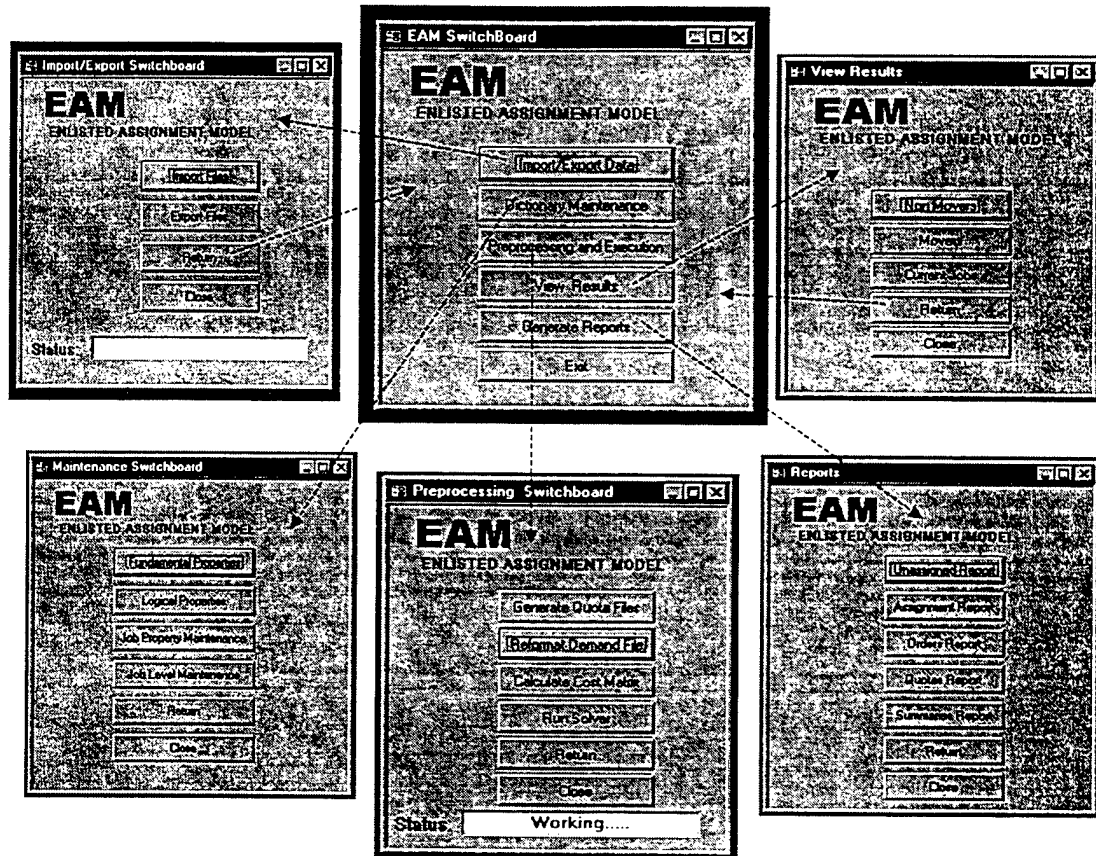 Import/Export Switchboard
EAM
ENLISTED ASSIGNMENT MODEL
Import Files
Export Files
Return
Close
Status:
EAM SwitchBoard
EAM
ENLISTED ASSIGNMENT MODEL
Import/Export Data
Dictionary Maintenance
Preprocessing and Execution
View Results
Generate Reports
Exit
View Results
EAM
ENLISTED ASSIGNMENT MODEL
Non Movers
Movers
Current Jobs
Return
Close
Maintenance Switchboard
EAM
ENLISTED ASSIGNMENT MODEL
Fundamental Properties
Logical Properties
Job Property Maintenance
Job Level Maintenance
Return
Close
Preprocessing Switchboard
EAM
ENLISTED ASSIGNMENT MODEL
Generate Quota Files
Reformat Demand File
Calculate Cost Matrix
Run Solver
Return
Close
Status: Working.....
Reports
EAM
ENLISTED ASSIGNMENT MODEL
Unassigned Report
Assignment Report
Orders Report
Quotas Report
Summaries Report
Return
Close